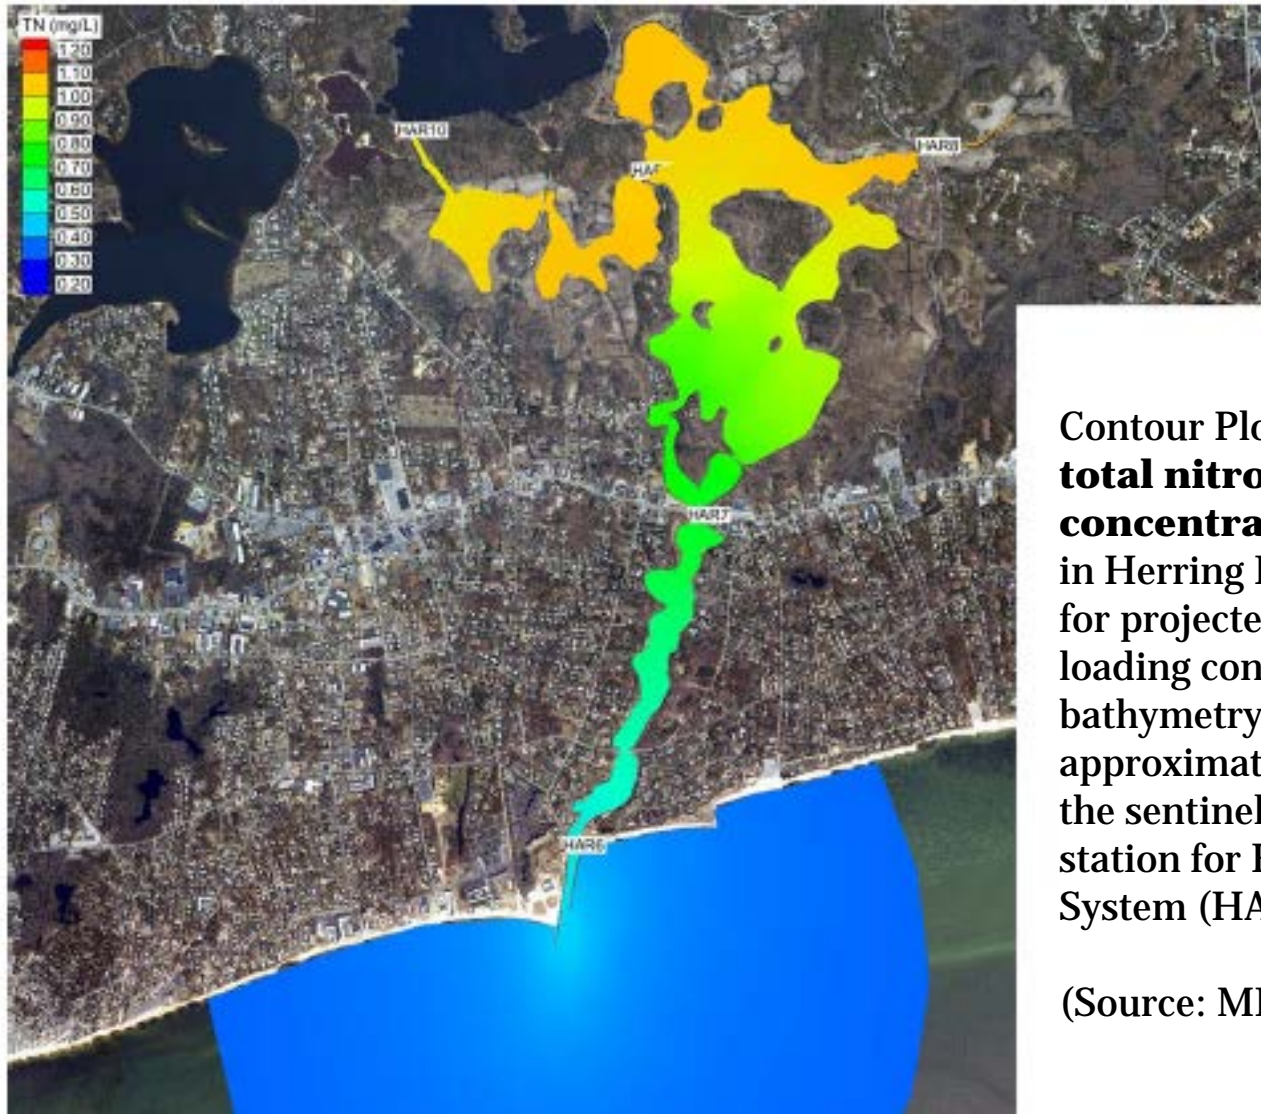 TN (mg/L)
1.20
1.10
1.00
0.90
0.80
0.70
0.60
0.50
0.40
0.30
0.20
HAR10
HAR8
HAR7
HAR6
Contour Plo
total nitro
concentra
in Herring
for projecte
loading con
bathymetry
approximat
the sentinel
station for
System (HA
(Source: